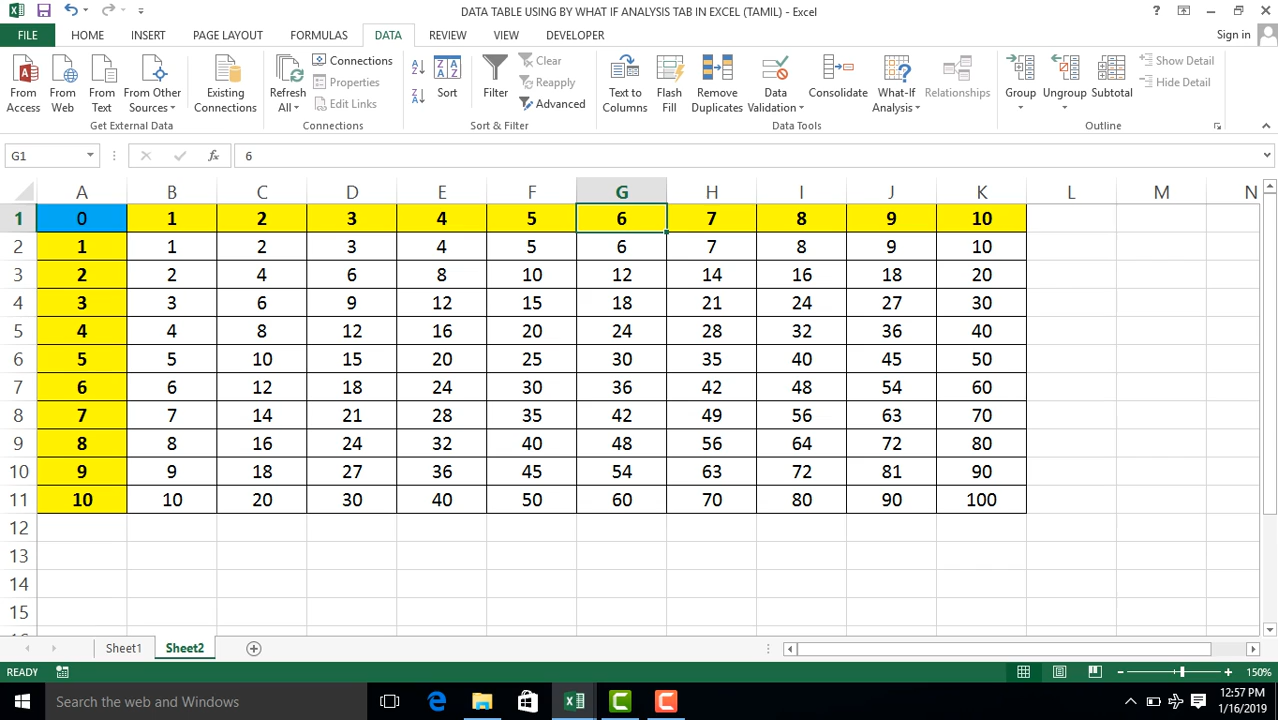 DATA TABLE USING BY WHAT IF ANALYSIS TAB IN EXCEL (TAMIL) - Excel
FILE HOME INSERT PAGE LAYOUT FORMULAS DATA REVIEW VIEW DEVELOPER Sign in
From Access From Web From Text From Other Sources Existing Connections
Get External Data
Refresh All Connections Properties Edit Links
Connections
Sort Filter Clear Reapply Advanced
Sort & Filter
Text to Columns Flash Fill Remove Duplicates Data Validation Consolidate What-If Analysis Relationships
Data Tools
Group Ungroup Subtotal Show Detail Hide Detail
Outline
G1 fx 6
A B C D E F G H I J K L M N
1 0 1 2 3 4 5 6 7 8 9 10
2 1 1 2 3 4 5 6 7 8 9 10
3 2 2 4 6 8 10 12 14 16 18 20
4 3 3 6 9 12 15 18 21 24 27 30
5 4 4 8 12 16 20 24 28 32 36 40
6 5 5 10 15 20 25 30 35 40 45 50
7 6 6 12 18 24 30 36 42 48 54 60
8 7 7 14 21 28 35 42 49 56 63 70
9 8 8 16 24 32 40 48 56 64 72 80
10 9 9 18 27 36 45 54 63 72 81 90
11 10 10 20 30 40 50 60 70 80 90 100
12
13
14
15
Sheet1 Sheet2
READY 150%
Search the web and Windows
12:57 PM
1/16/2019